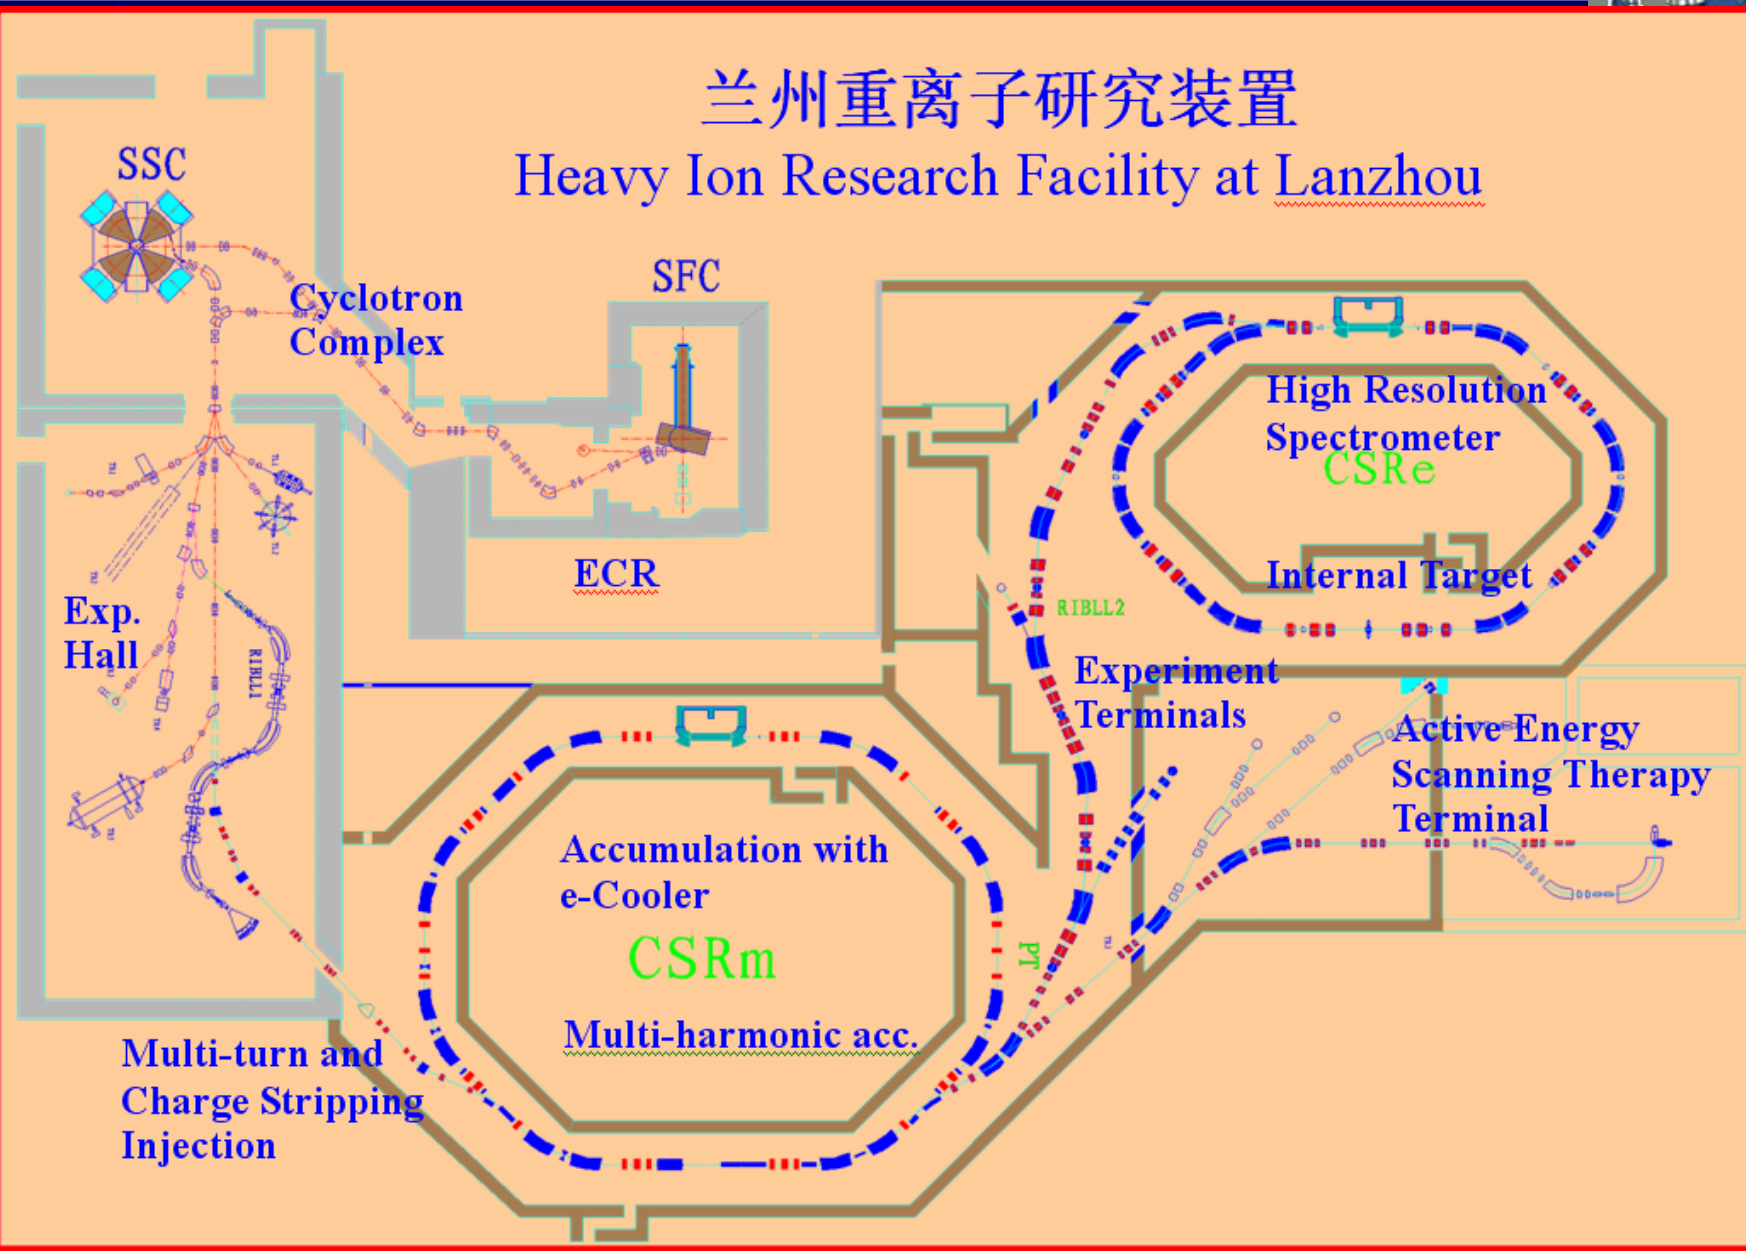 兰州重离子研究装置
Heavy Ion Research Facility at Lanzhou
SSC
SFC
Cyclotron
Complex
High Resolution
Spectrometer
CSRe
ECR
Internal Target
Exp.
Hall
RIBLL2
RIBLL1
Experiment
Terminals
Active Energy
Scanning Therapy
Terminal
Accumulation with
e-Cooler
CSRm
PT
Multi-harmonic acc.
Multi-turn and
Charge Stripping
Injection